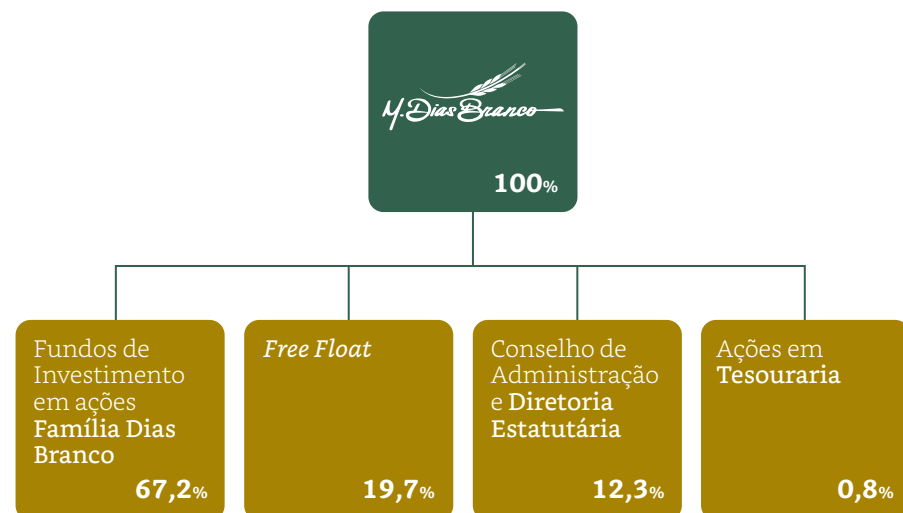 M. Dias Branco
100%
Fundos de
Investimento
em ações
Família Dias
Branco
67,2%
Free Float
19,7%
Conselho de
Administração
e Diretoria
Estatutária
12,3%
Ações em
Tesouraria
0,8%